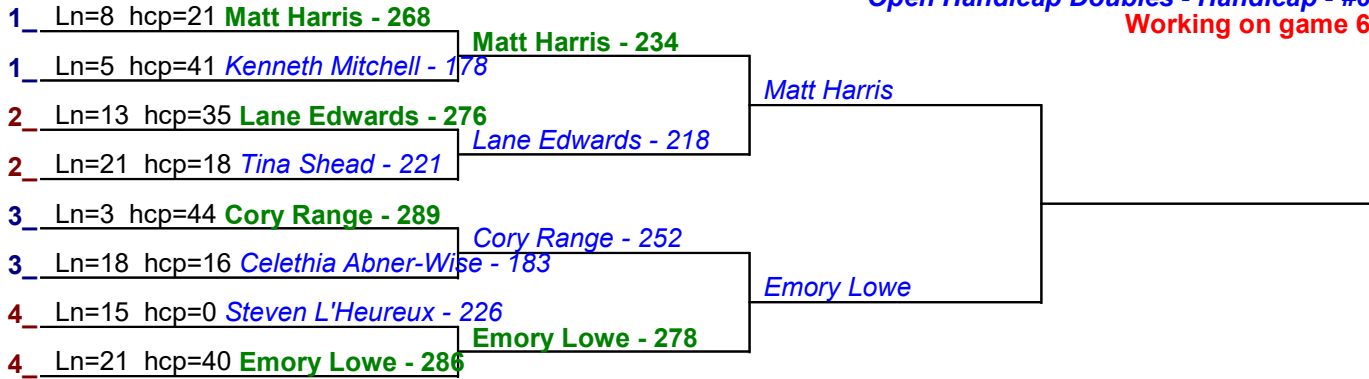 Open Handicap Doubles - Handicap - #6
Working on game 6
1_ Ln=8 hcp=21 Matt Harris - 268
Matt Harris - 234
1_ Ln=5 hcp=41 Kenneth Mitchell - 178
Matt Harris
2_ Ln=13 hcp=35 Lane Edwards - 276
Lane Edwards - 218
2_ Ln=21 hcp=18 Tina Shead - 221
3_ Ln=3 hcp=44 Cory Range - 289
Cory Range - 252
3_ Ln=18 hcp=16 Celethia Abner-Wise - 183
Emory Lowe
4_ Ln=15 hcp=0 Steven L'Heureux - 226
Emory Lowe - 278
4_ Ln=21 hcp=40 Emory Lowe - 286